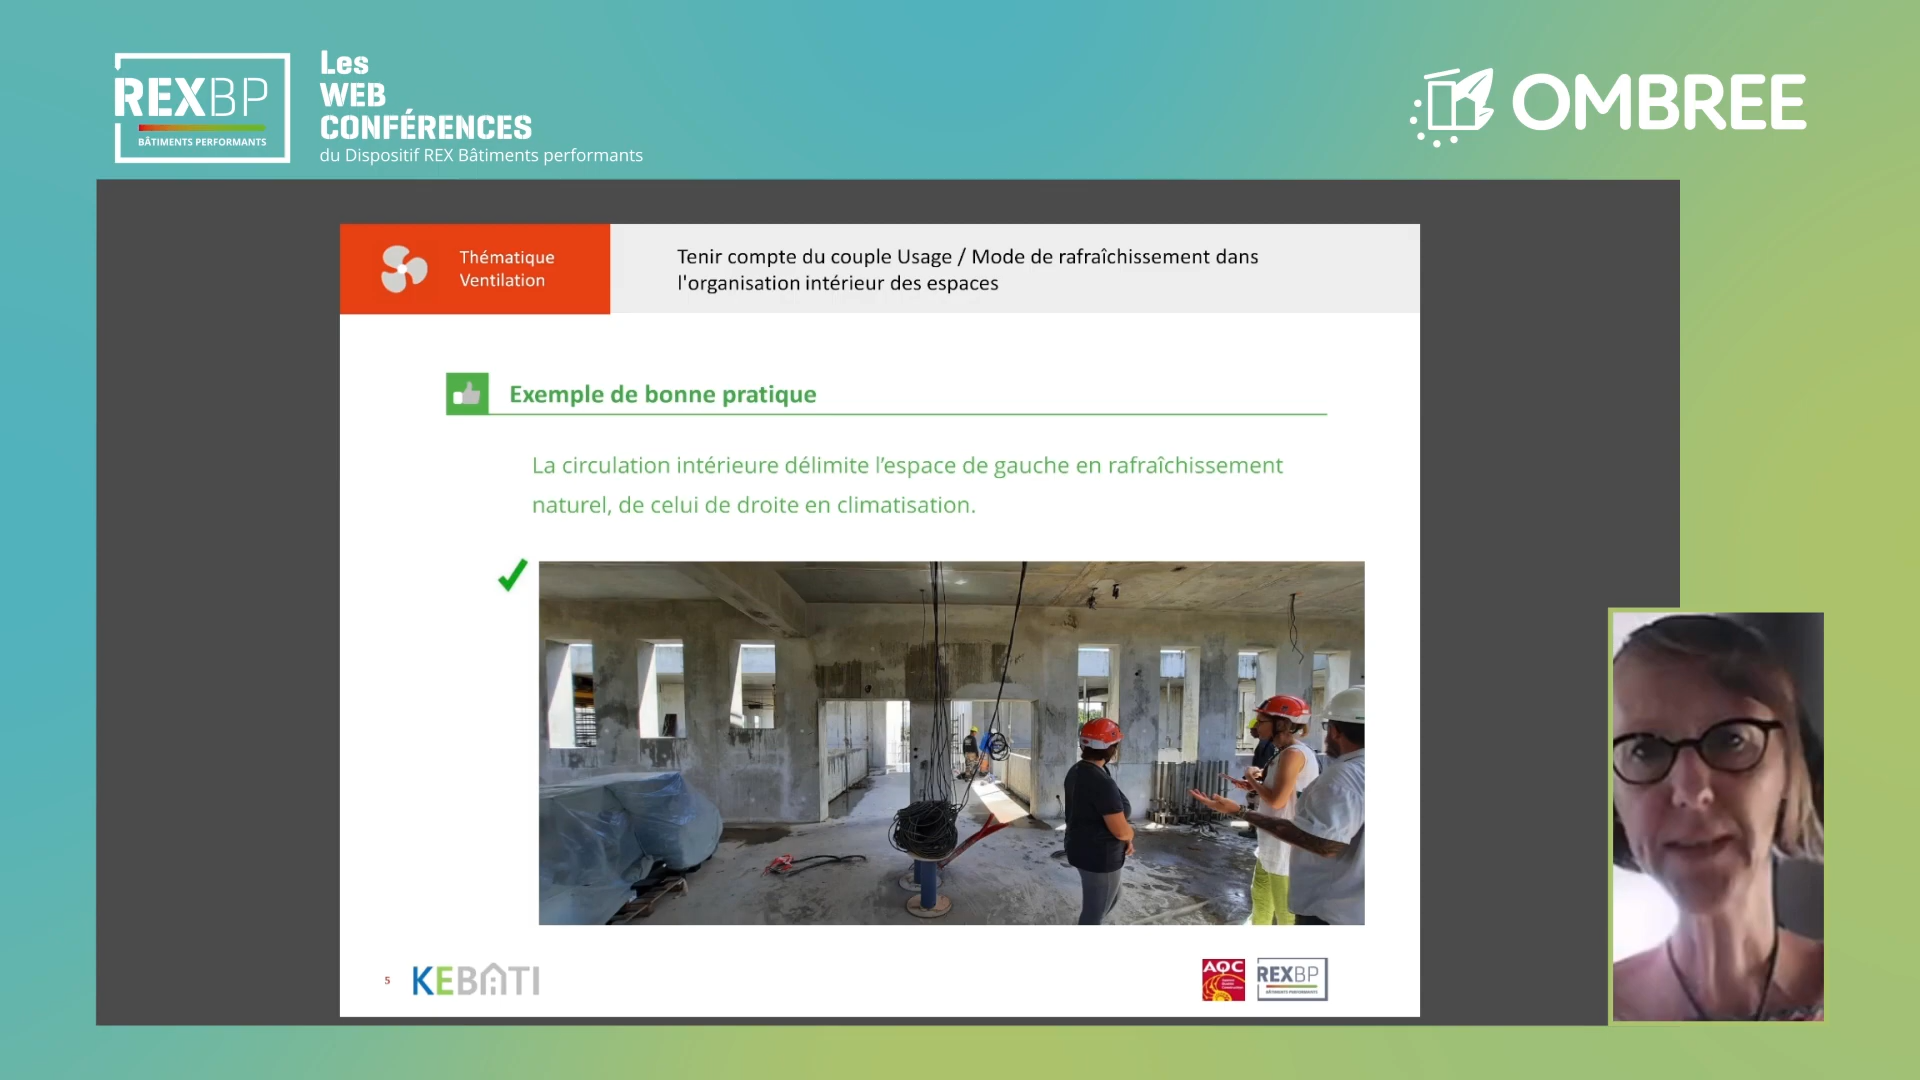 REXBP
BÂTIMENTS PERFORMANTS
Les
WEB
CONFÉRENCES
du Dispositif REX Bâtiments performants
OMBREE
Thématique
Ventilation
Tenir compte du couple Usage / Mode de rafraîchissement dans
l'organisation intérieur des espaces
Exemple de bonne pratique
La circulation intérieure délimite l'espace de gauche en rafraîchissement
naturel, de celui de droite en climatisation.
5
KEBATI
AQC
REXBP
BÂTIMENTS PERFORMANTS